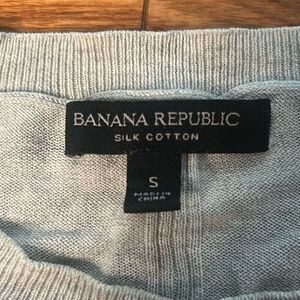 BANANA REPUBLIC
SILK COTTON
S
MADE IN
CHINA